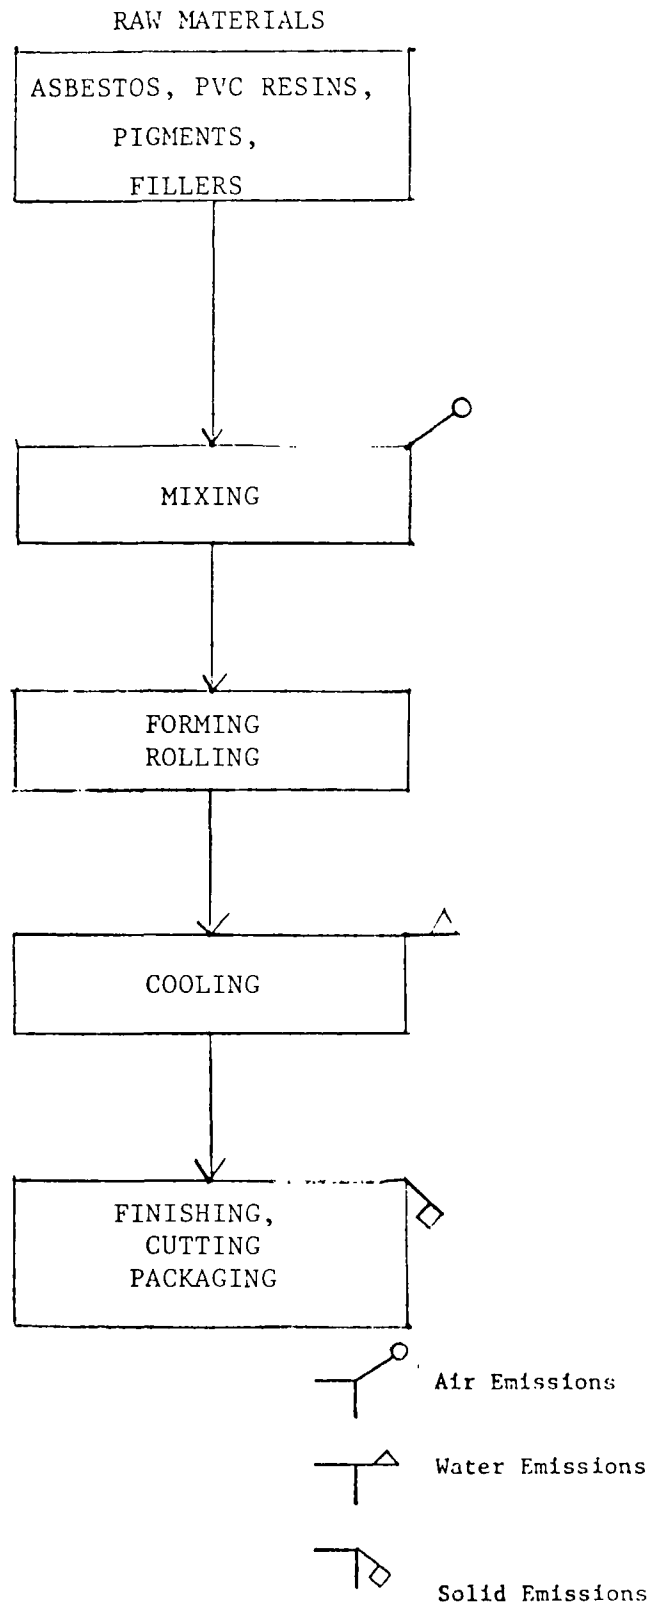 RAW MATERIALS
ASBESTOS, PVC RESINS,
PIGMENTS,
FILLERS
MIXING
FORMING
ROLLING
COOLING
FINISHING,
CUTTING
PACKAGING
Air Emissions
Water Emissions
Solid Emissions